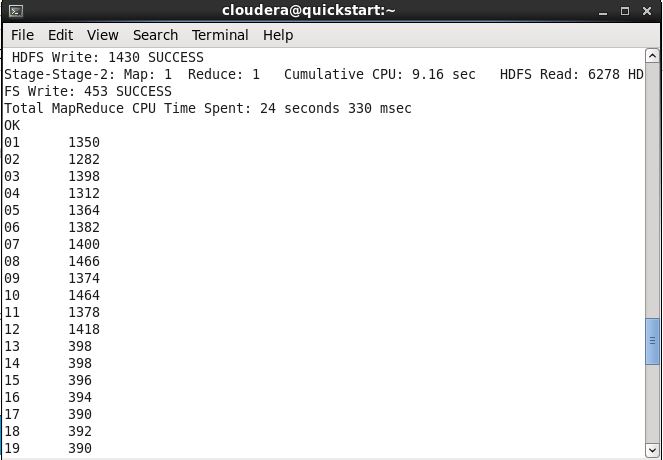 cloudera@quickstart:~
File Edit View Search Terminal Help
HDFS Write: 1430 SUCCESS
Stage-Stage-2: Map: 1  Reduce: 1   Cumulative CPU: 9.16 sec   HDFS Read: 6278 HD
FS Write: 453 SUCCESS
Total MapReduce CPU Time Spent: 24 seconds 330 msec
OK
01	1350
02	1282
03	1398
04	1312
05	1364
06	1382
07	1400
08	1466
09	1374
10	1464
11	1378
12	1418
13	398
14	398
15	396
16	394
17	390
18	392
19	390